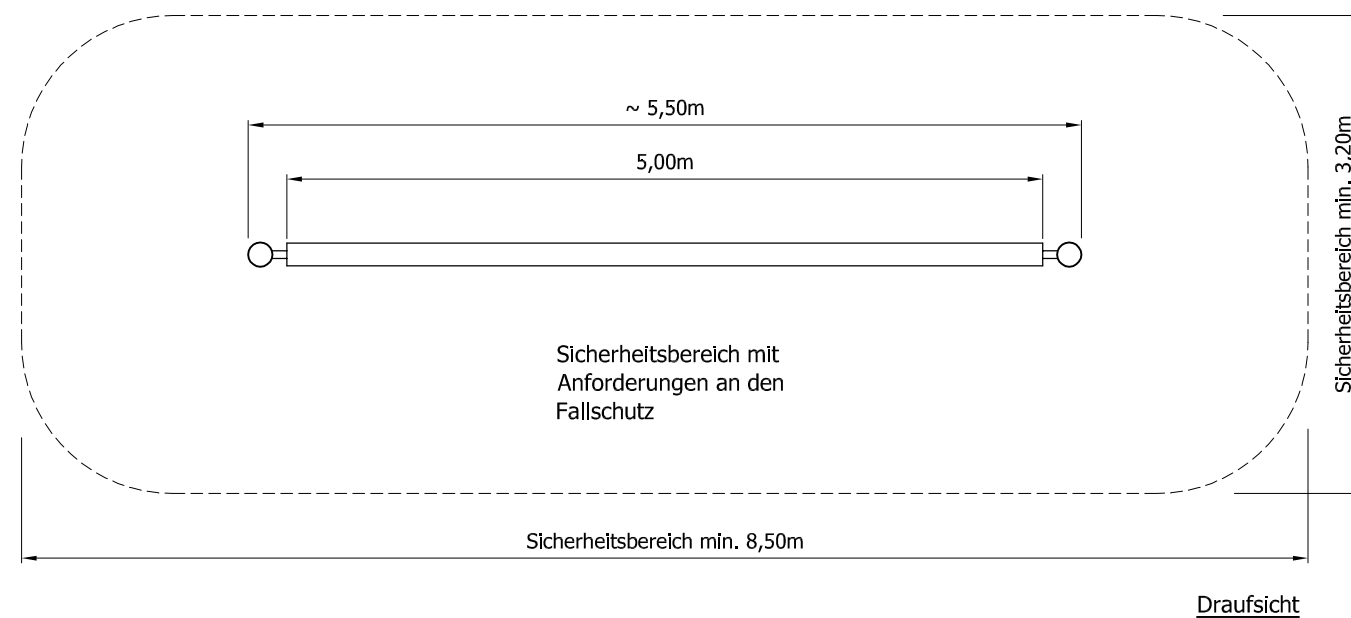 ~ 5,50m
5,00m
Sicherheitsbereich min. 3,20m
Sicherheitsbereich mit
Anforderungen an den
Fallschutz
Sicherheitsbereich min. 8,50m
Draufsicht